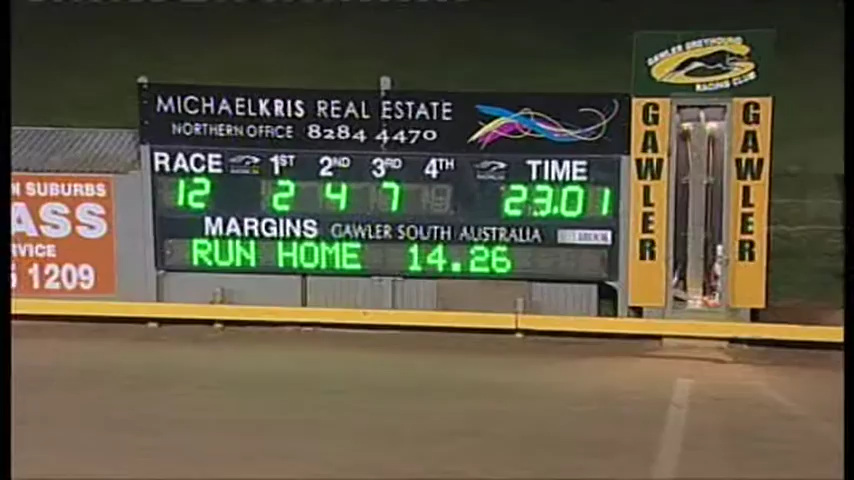 GAWLER GREYHOUND
RACING CLUB
MICHAELKRIS REAL ESTATE
NORTHERN OFFICE 8284 4470
GAWLER
GAWLER
RACE 1ST 2ND 3RD 4TH TIME
12 2 4 7 23.01
MARGINS GAWLER SOUTH AUSTRALIA
RUN HOME 14.26
SUBURBS
ASS
VICE
1209